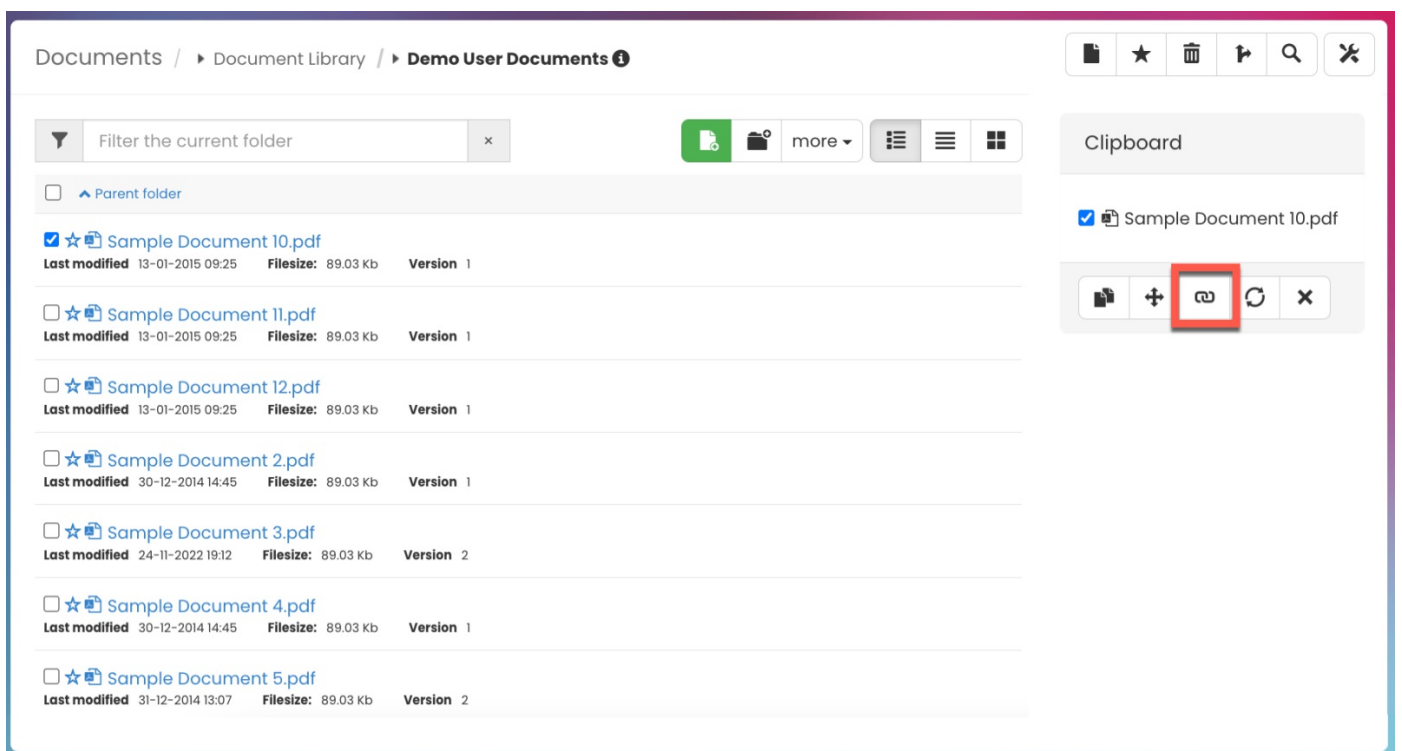 Documents / Document Library / Demo User Documents
Filter the current folder ×
more
Clipboard
Parent folder
Sample Document 10.pdf
Sample Document 10.pdf
Last modified 13-01-2015 09:25 Filesize: 89.03 Kb Version 1
Sample Document 11.pdf
Last modified 13-01-2015 09:25 Filesize: 89.03 Kb Version 1
Sample Document 12.pdf
Last modified 13-01-2015 09:25 Filesize: 89.03 Kb Version 1
Sample Document 2.pdf
Last modified 30-12-2014 14:45 Filesize: 89.03 Kb Version 1
Sample Document 3.pdf
Last modified 24-11-2022 19:12 Filesize: 89.03 Kb Version 2
Sample Document 4.pdf
Last modified 30-12-2014 14:45 Filesize: 89.03 Kb Version 1
Sample Document 5.pdf
Last modified 31-12-2014 13:07 Filesize: 89.03 Kb Version 2